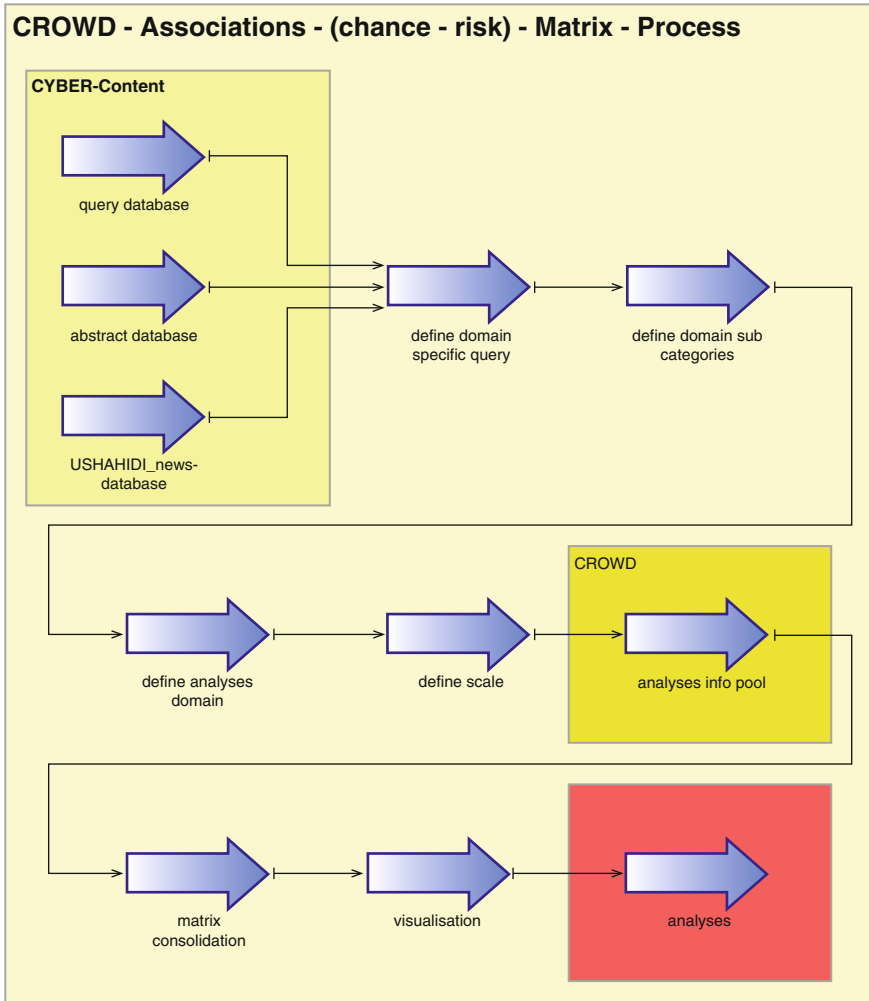 CROWD - Associations - (chance - risk) - Matrix - Process
CYBER-Content
query database
abstract database
USHAHIDI_news-
database
define domain
specific query
define domain sub
categories
define analyses
domain
define scale
CROWD
analyses info pool
matrix
consolidation
visualisation
analyses